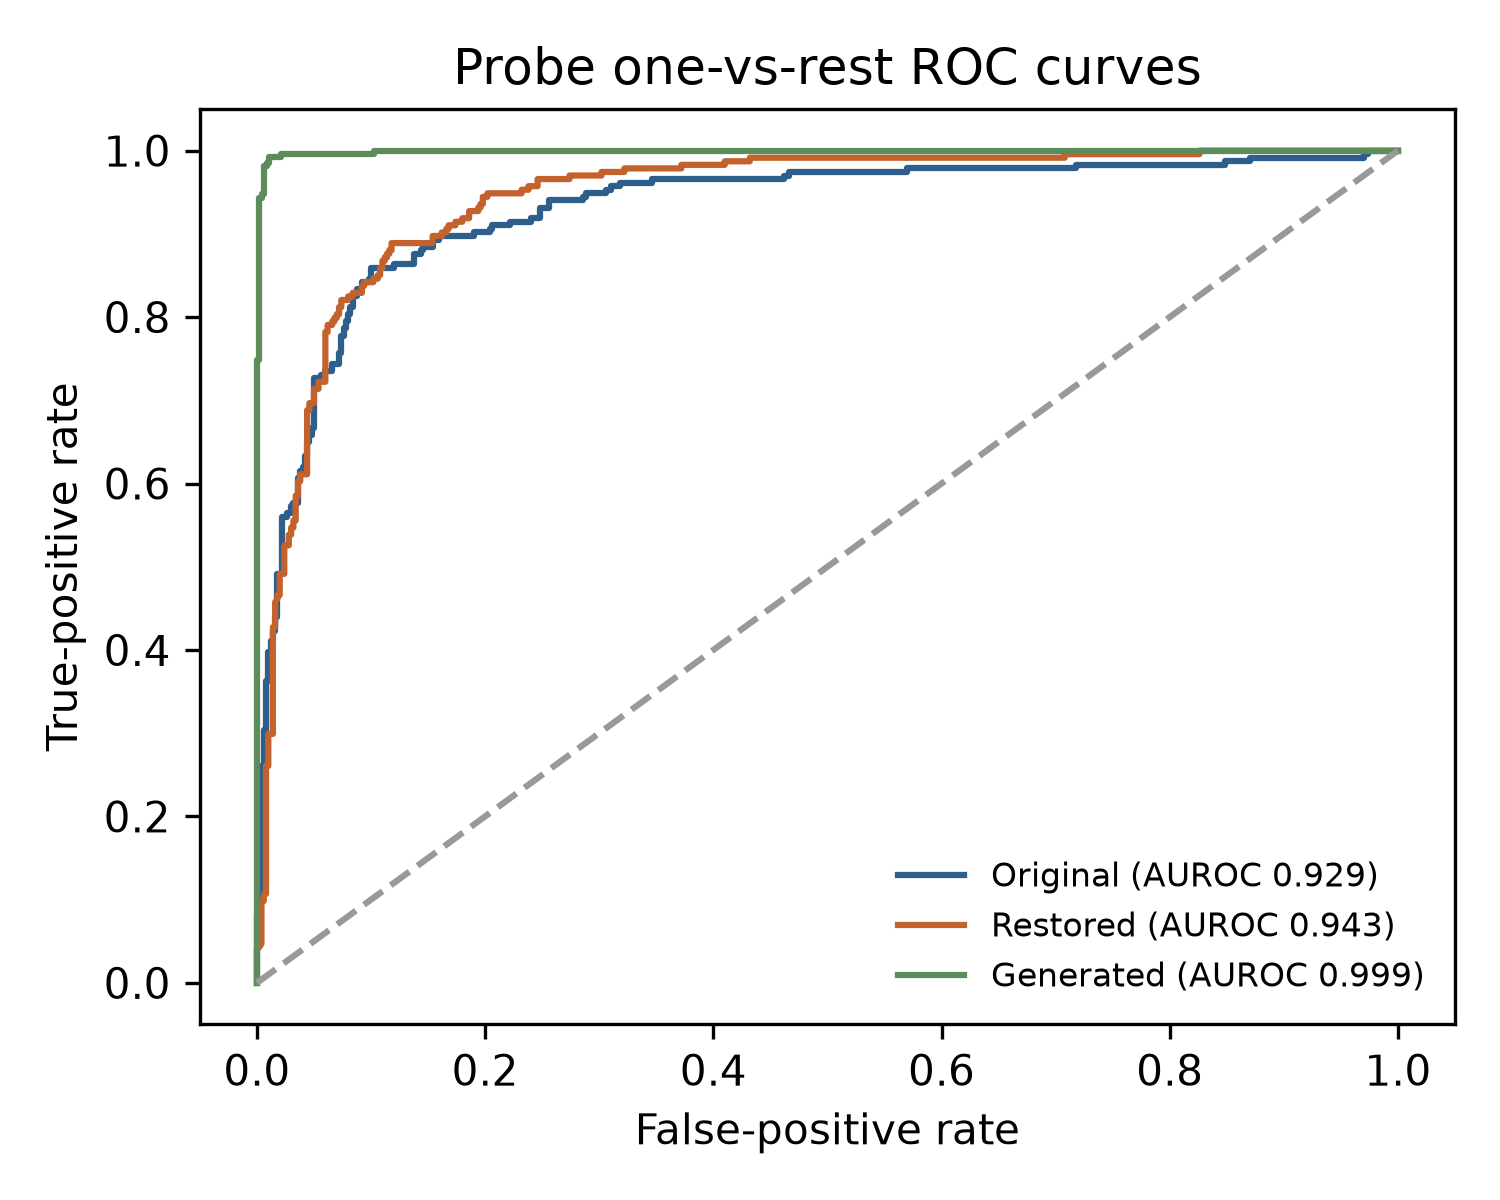 Probe one-vs-rest ROC curves
1.0
0.8
0.6
0.4
0.2
0.0
True-positive rate
Original (AUROC 0.929)
Restored (AUROC 0.943)
Generated (AUROC 0.999)
0.0 0.2 0.4 0.6 0.8 1.0
False-positive rate